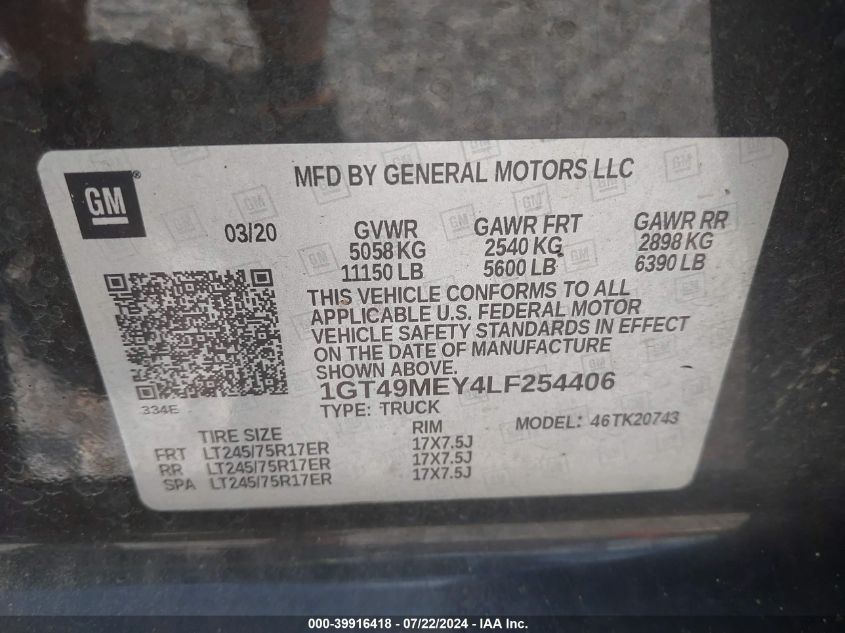 GM
MFD BY GENERAL MOTORS LLC
03/20
GVWR
5058 KG
11150 LB
GAWR FRT
2540 KG
5600 LB
GAWR RR
2898 KG
6390 LB
THIS VEHICLE CONFORMS TO ALL
APPLICABLE U.S. FEDERAL MOTOR
VEHICLE SAFETY STANDARDS IN EFFECT
ON THE DATE OF MANUFACTURE
SHOWN ABOVE.
334E
1GT49MEY4LF254406
TYPE: TRUCK
MODEL: 46TK20743
TIRE SIZE RIM
FRT LT245/75R17ER 17X7.5J
RR LT245/75R17ER 17X7.5J
SPA LT245/75R17ER 17X7.5J
000-39916418 - 07/22/2024 - IAA Inc.